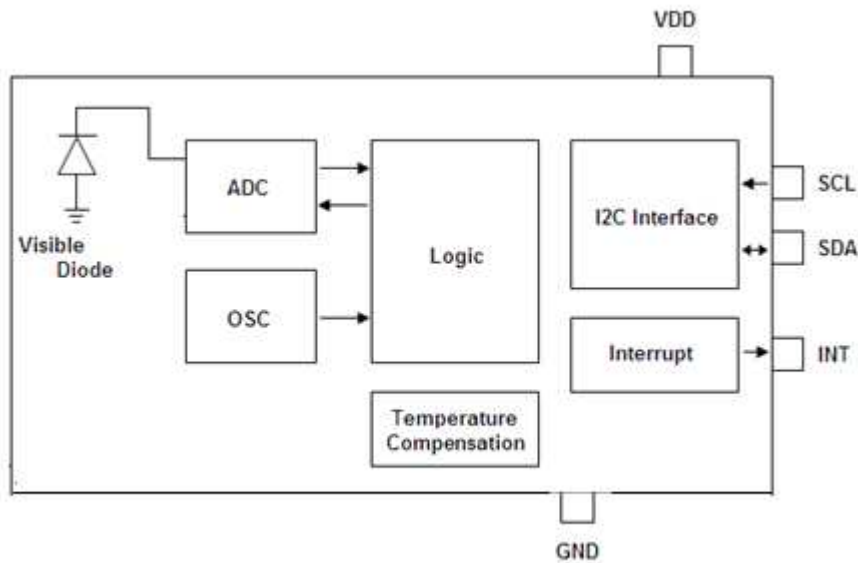 VDD
ADC
Logic
I2C Interface
SCL
SDA
Visible
Diode
OSC
Interrupt
INT
Temperature
Compensation
GND